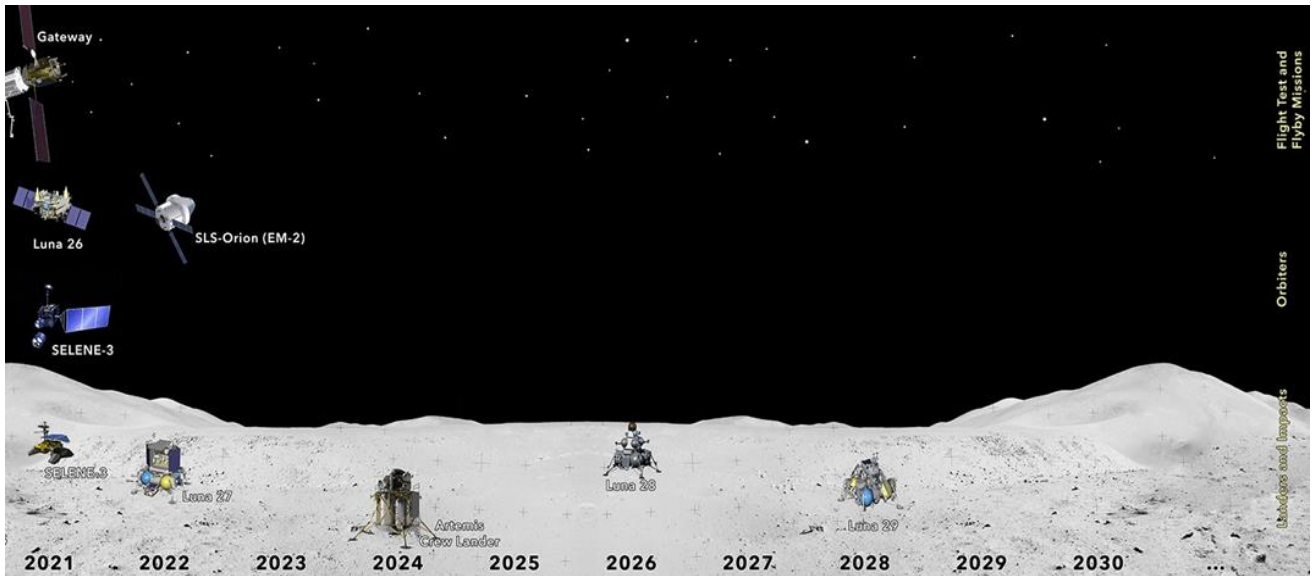 Gateway
Flight Test and
Flyby Missions
Luna 26
SLS-Orion (EM-2)
Orbiters
SELENE-3
Landers and Impacts
SELENE-3
Luna 27
Artemis
Crew Lander
Luna 28
Luna 29
2021 2022 2023 2024 2025 2026 2027 2028 2029 2030 ...